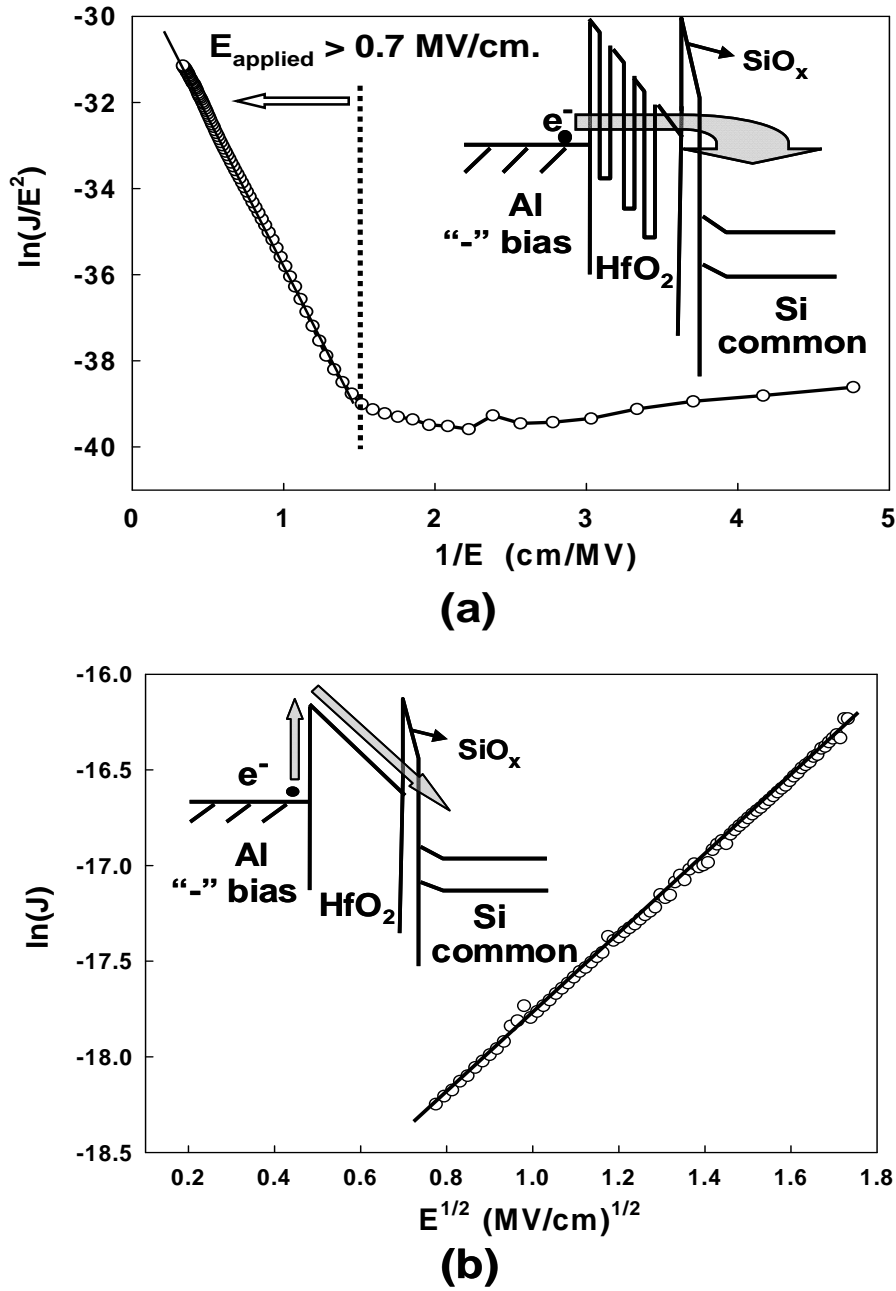 -30
-32
-34
-36
-38
-40
ln(J/E²)
E_applied > 0.7 MV/cm.
SiOₓ
e⁻
Al
“-” bias
HfO₂
Si
common
0 1 2 3 4 5
1/E (cm/MV)
(a)
-16.0
-16.5
-17.0
-17.5
-18.0
-18.5
ln(J)
SiOₓ
e⁻
Al
“-” bias
HfO₂
Si
common
0.2 0.4 0.6 0.8 1.0 1.2 1.4 1.6 1.8
E^1/2 (MV/cm)^1/2
(b)